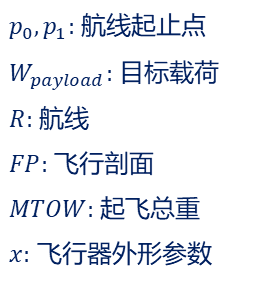 p₀,p₁: 航线起止点
W_payload: 目标载荷
R: 航线
FP: 飞行剖面
MTOW: 起飞总重
x: 飞行器外形参数